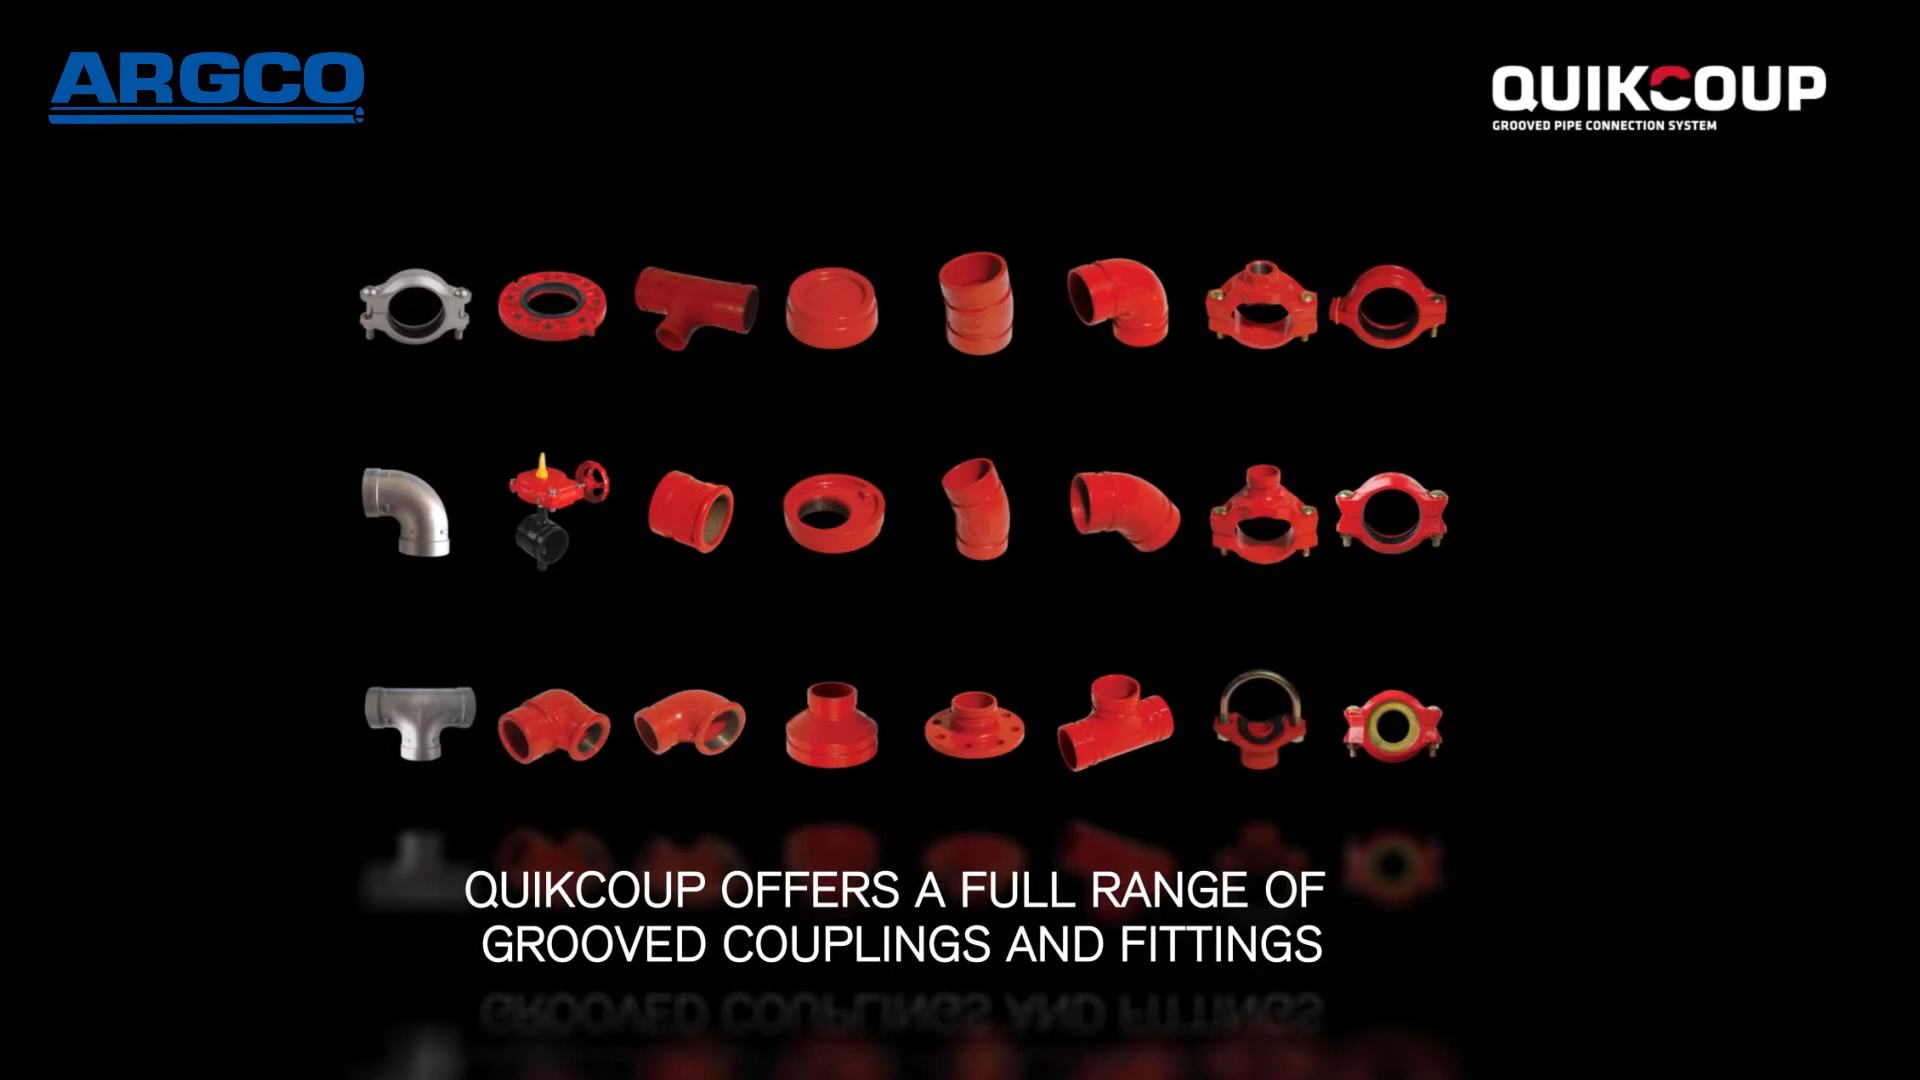 ARGCO
QUIKCOUP
GROOVED PIPE CONNECTION SYSTEM
QUIKCOUP OFFERS A FULL RANGE OF
GROOVED COUPLINGS AND FITTINGS